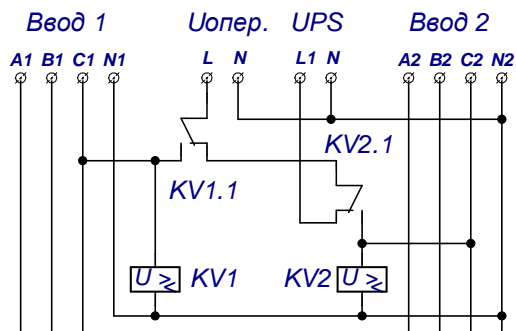 Ввод 1 Uопер. UPS Ввод 2
A1 B1 C1 N1 L N L1 N A2 B2 C2 N2
KV2.1
KV1.1
U ≥ KV1 KV2 U ≥